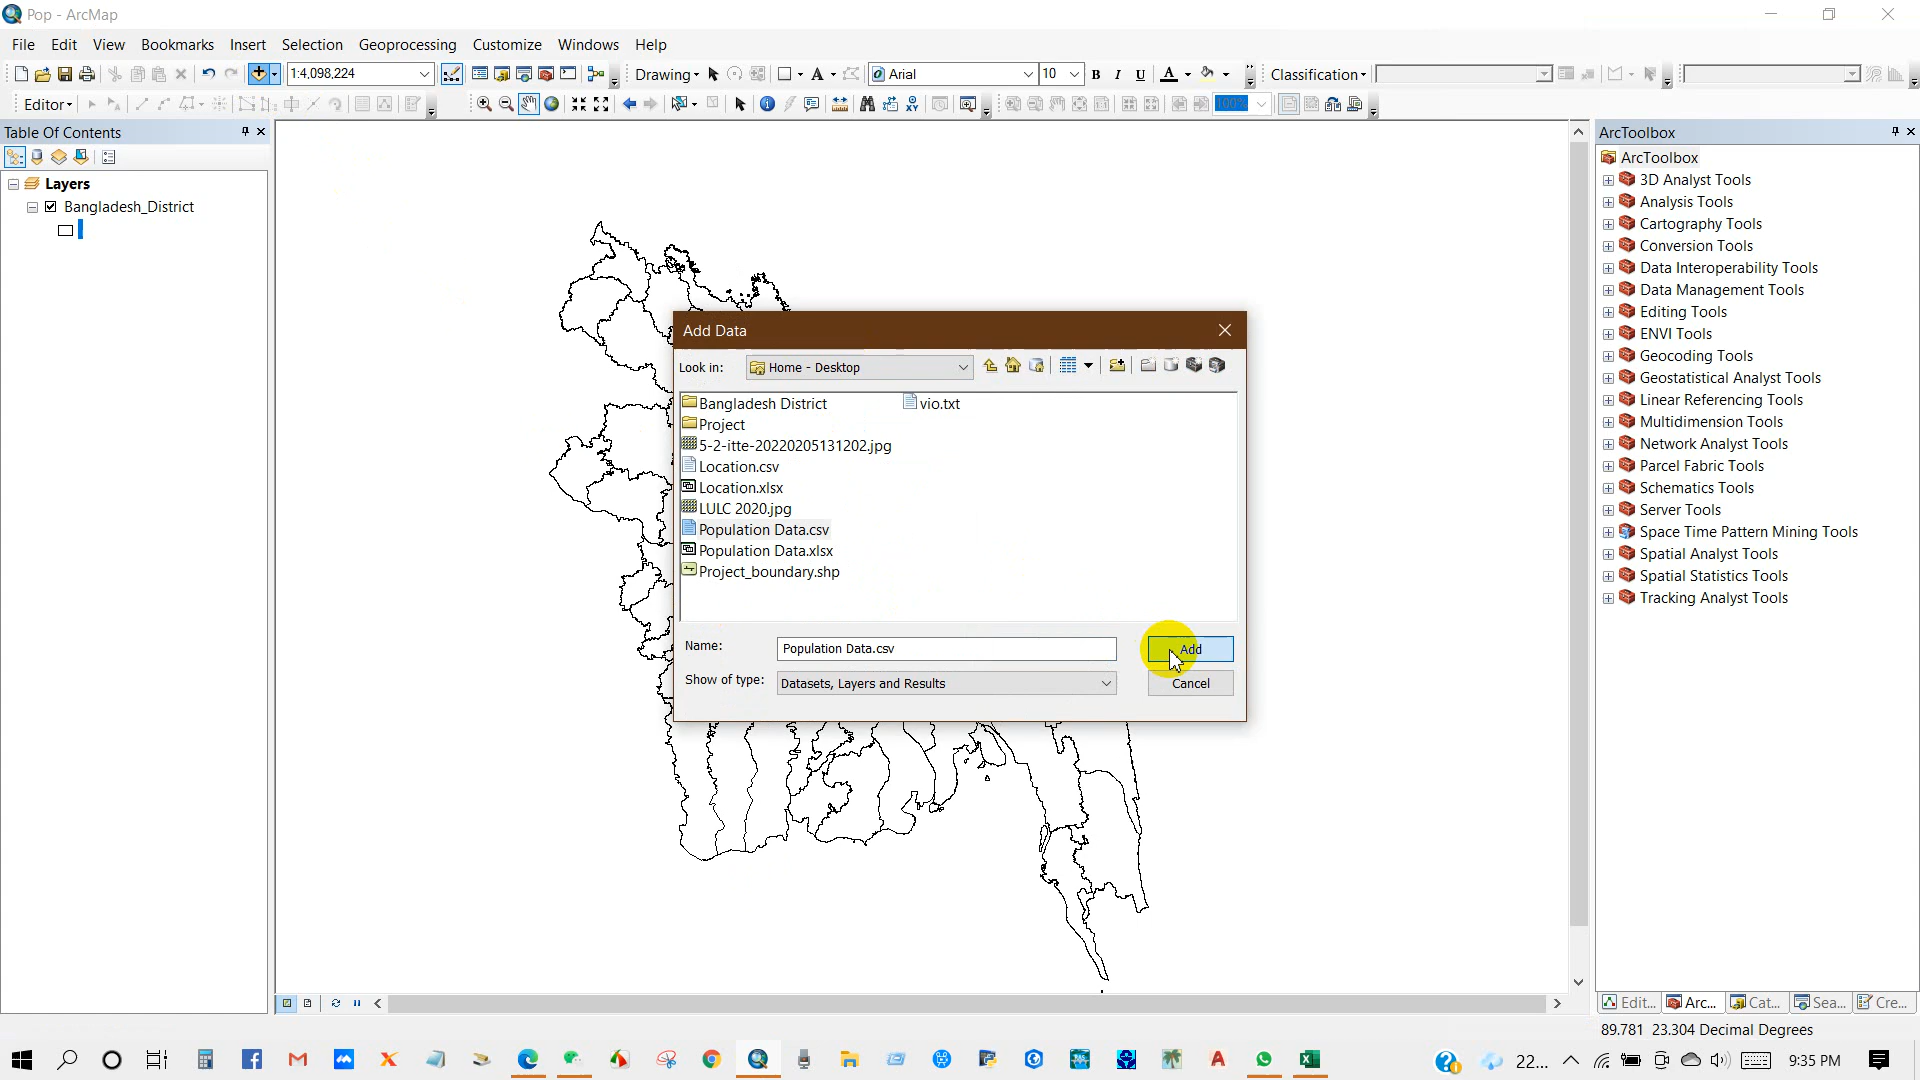 Pop - ArcMap
File Edit View Bookmarks Insert Selection Geoprocessing Customize Windows Help
1:4,098,224 Drawing Arial 10 B I U A Classification
Editor 100%
Table Of Contents
Layers
Bangladesh_District
Add Data
Look in: Home - Desktop
Bangladesh District
Project
5-2-itte-20220205131202.jpg
Location.csv
Location.xlsx
LULC 2020.jpg
Population Data.csv
Population Data.xlsx
Project_boundary.shp
vio.txt
Name: Population Data.csv Add
Show of type: Datasets, Layers and Results Cancel
ArcToolbox
ArcToolbox
3D Analyst Tools
Analysis Tools
Cartography Tools
Conversion Tools
Data Interoperability Tools
Data Management Tools
Editing Tools
ENVI Tools
Geocoding Tools
Geostatistical Analyst Tools
Linear Referencing Tools
Multidimension Tools
Network Analyst Tools
Parcel Fabric Tools
Schematics Tools
Server Tools
Space Time Pattern Mining Tools
Spatial Analyst Tools
Spatial Statistics Tools
Tracking Analyst Tools
Edit... Arc... Cat... Sea... Cre...
89.781 23.304 Decimal Degrees
22... 9:35 PM